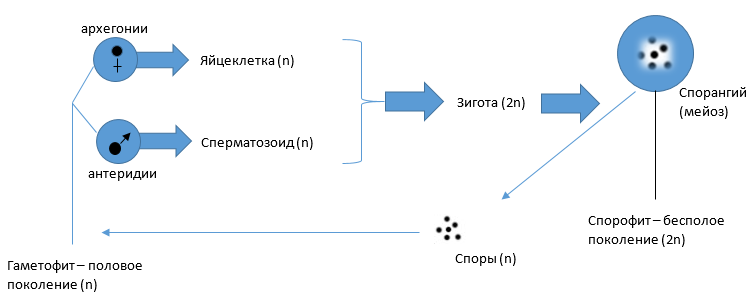 архегонии
Яйцеклетка (n)
Сперматозоид (n)
антеридии
Зигота (2n)
Спорангий
(мейоз)
Спорофит – бесполое
поколение (2n)
Споры (n)
Гаметофит – половое
поколение (n)